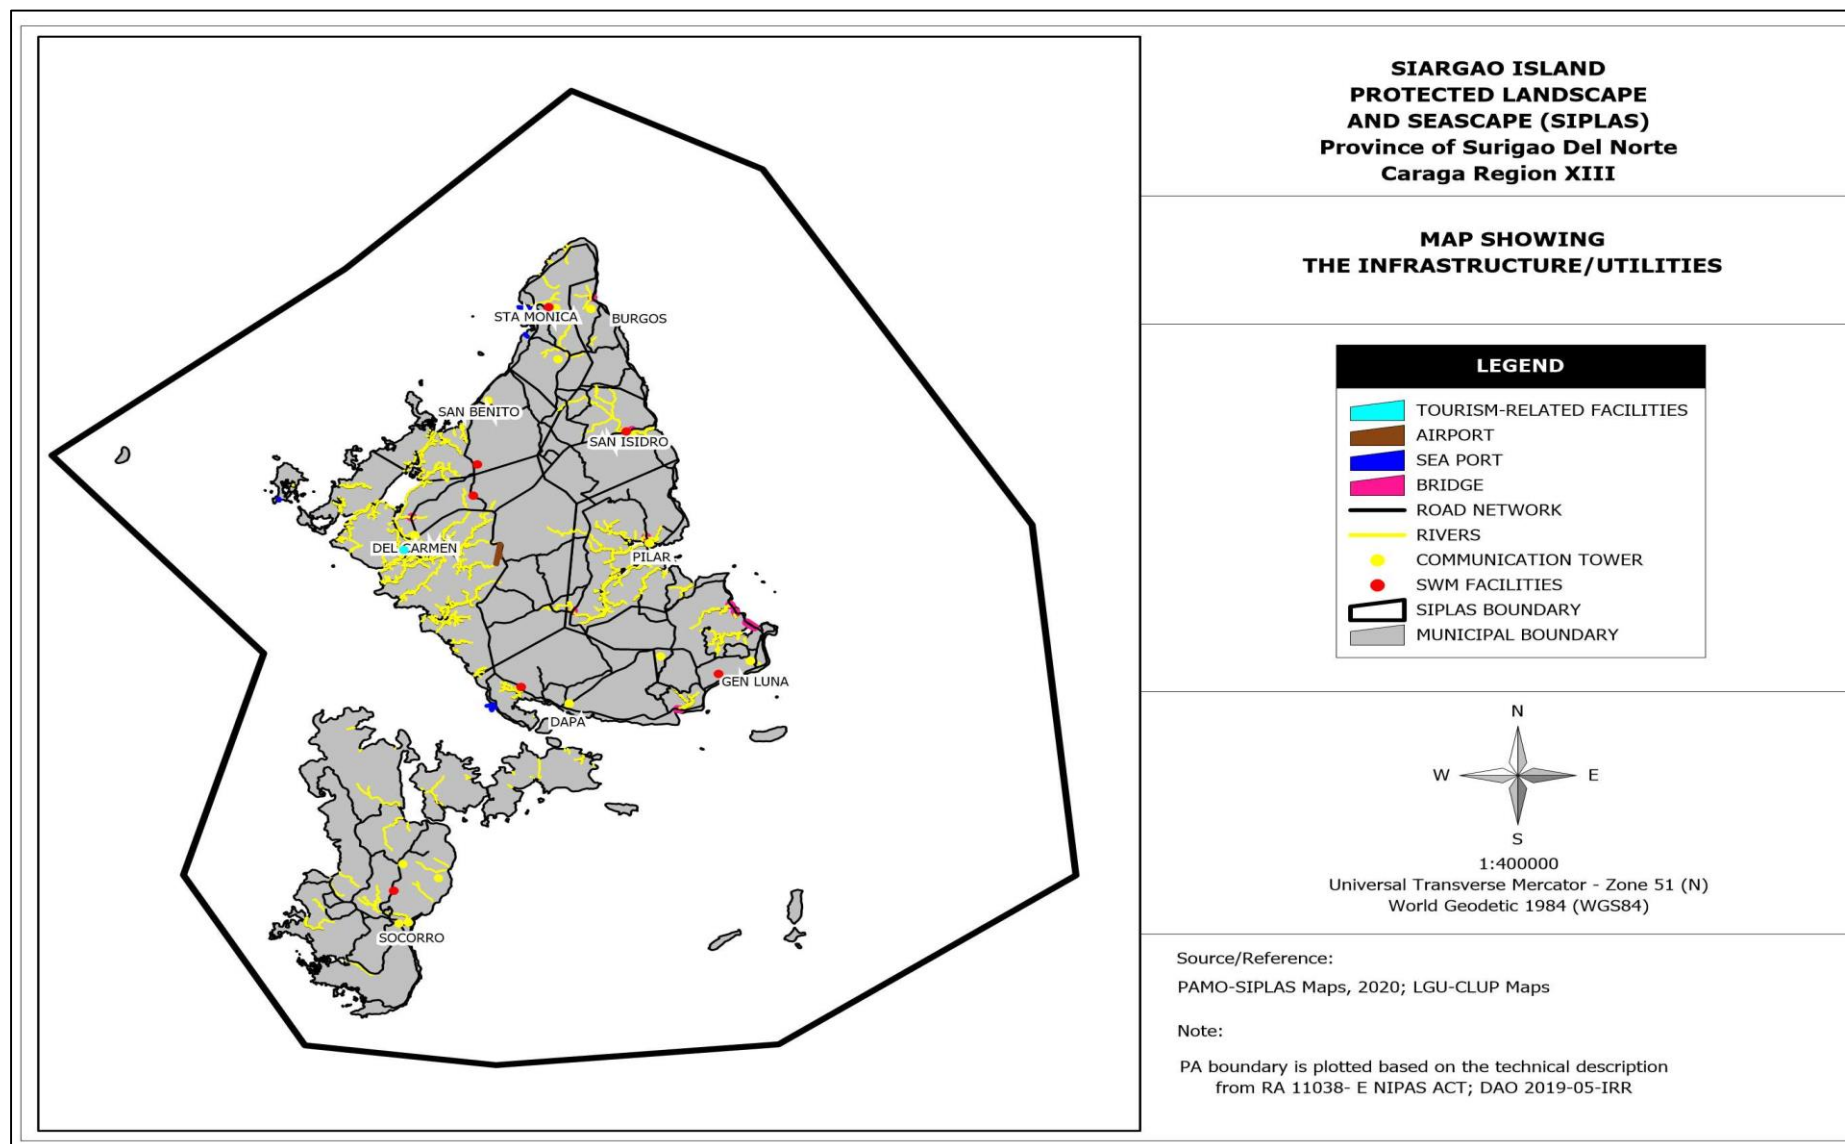 SIARGAO ISLAND
PROTECTED LANDSCAPE
AND SEASCAPE (SIPLAS)
Province of Surigao Del Norte
Caraga Region XIII
MAP SHOWING
THE INFRASTRUCTURE/UTILITIES
LEGEND
TOURISM-RELATED FACILITIES
AIRPORT
SEA PORT
BRIDGE
ROAD NETWORK
RIVERS
COMMUNICATION TOWER
SWM FACILITIES
SIPLAS BOUNDARY
MUNICIPAL BOUNDARY
N
W E
S
1:400000
Universal Transverse Mercator - Zone 51 (N)
World Geodetic 1984 (WGS84)
Source/Reference:
PAMO-SIPLAS Maps, 2020; LGU-CLUP Maps
Note:
PA boundary is plotted based on the technical description
from RA 11038- E NIPAS ACT; DAO 2019-05-IRR
STA MONICA
BURGOS
SAN BENITO
SAN ISIDRO
DEL CARMEN
PILAR
GEN LUNA
DAPA
SOCORRO